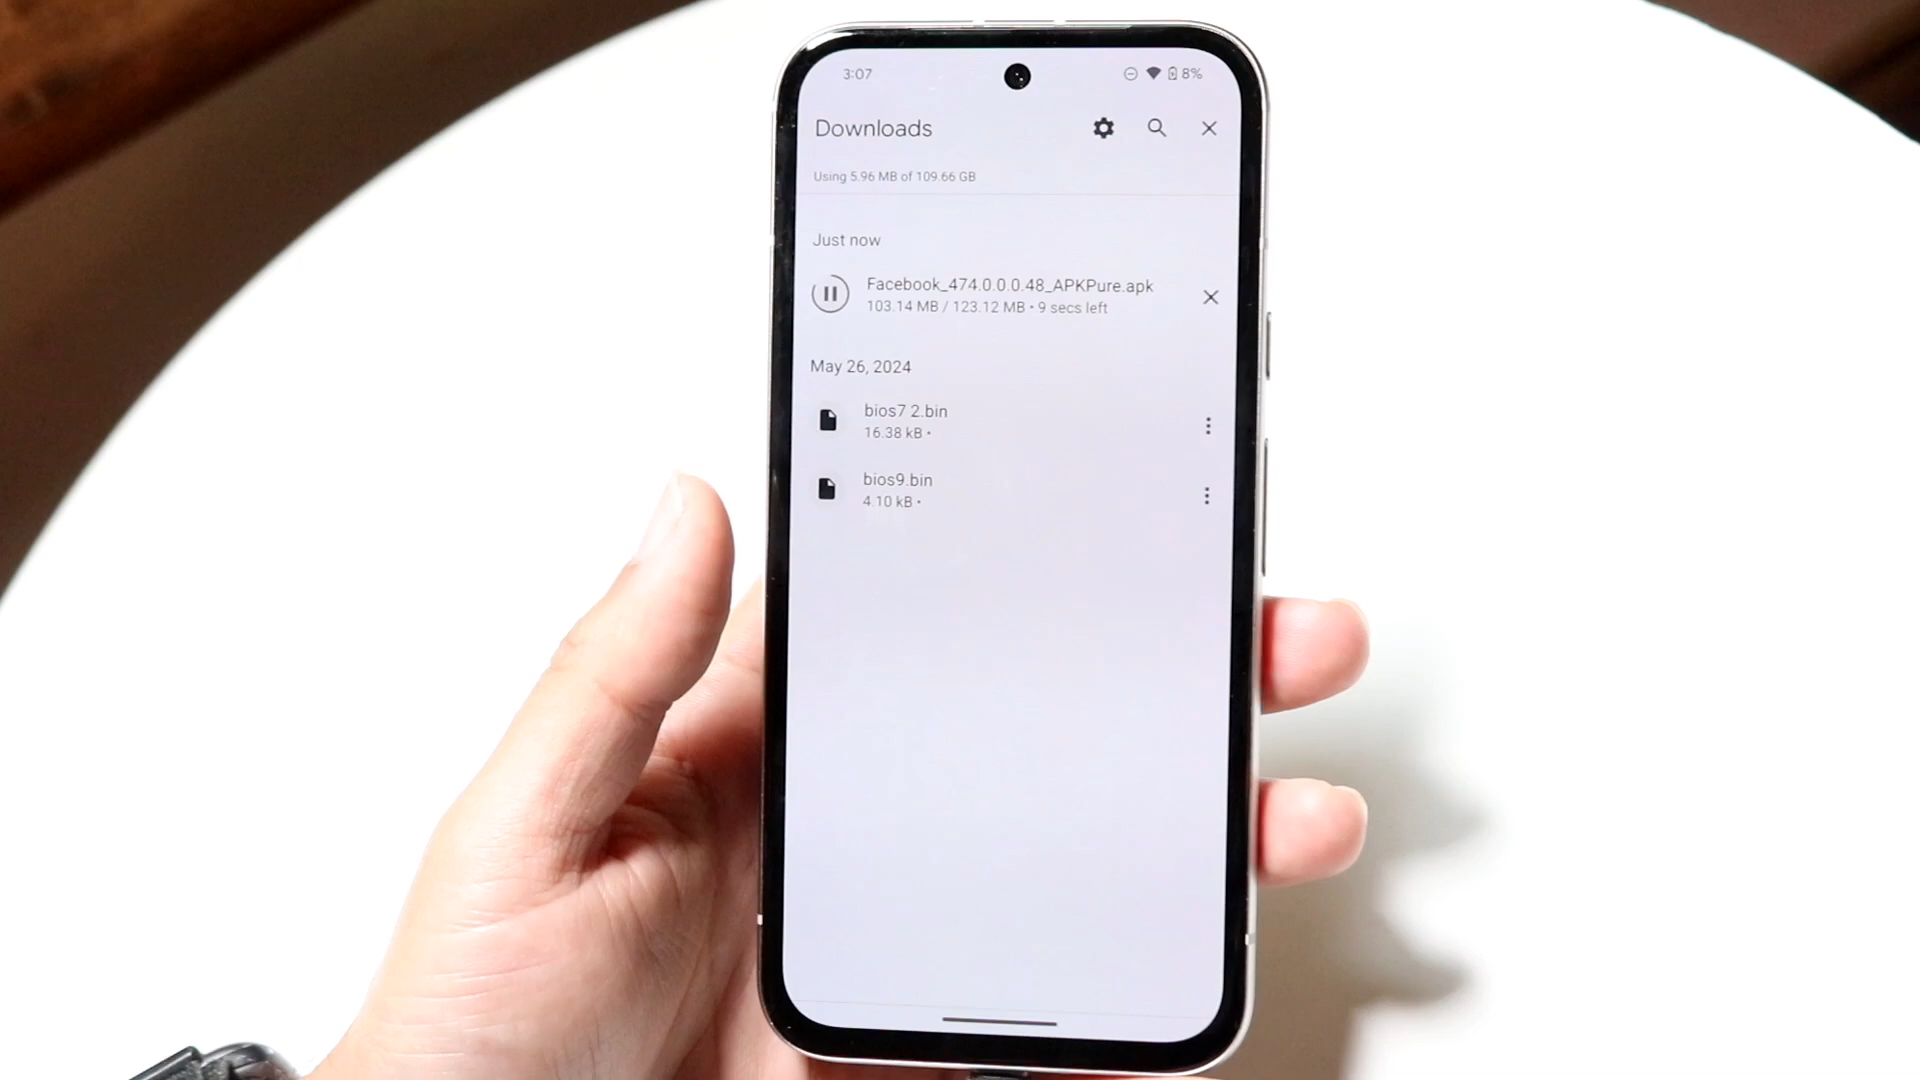 3:07 8%
Downloads
Using 5.96 MB of 109.66 GB
Just now
Facebook_474.0.0.0.48_APKPure.apk
103.14 MB / 123.12 MB • 9 secs left
May 26, 2024
bios7 2.bin
16.38 kB •
bios9.bin
4.10 kB •